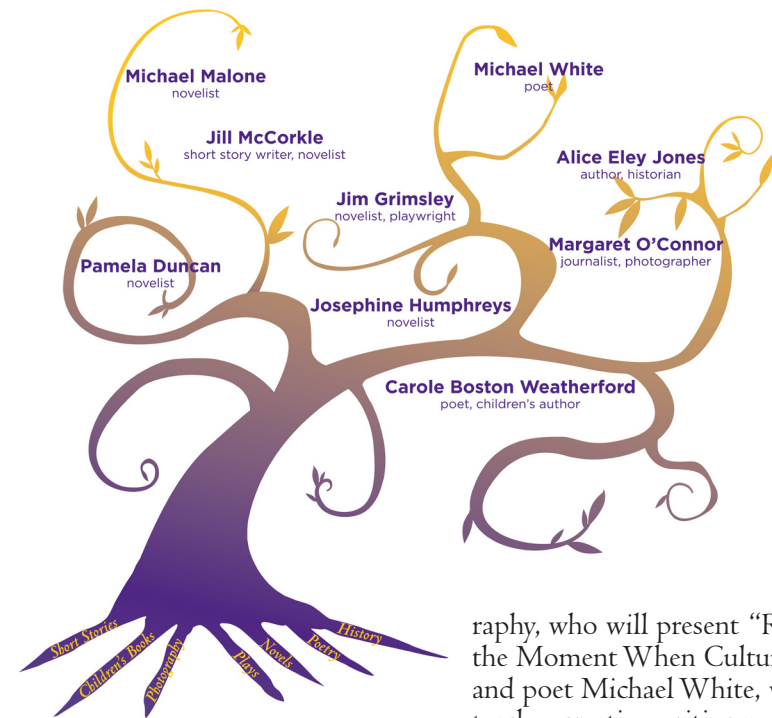 Michael Malone
novelist
Michael White
poet
Jill McCorkle
short story writer, novelist
Alice Eley Jones
author, historian
Jim Grimsley
novelist, playwright
Margaret O’Connor
journalist, photographer
Pamela Duncan
novelist
Josephine Humphreys
novelist
Carole Boston Weatherford
poet, children’s author
Short Stories
Children's Books
Photography
Plays
Novels
Poetry
History
raphy, who will present “R
the Moment When Cultur
and poet Michael White, w